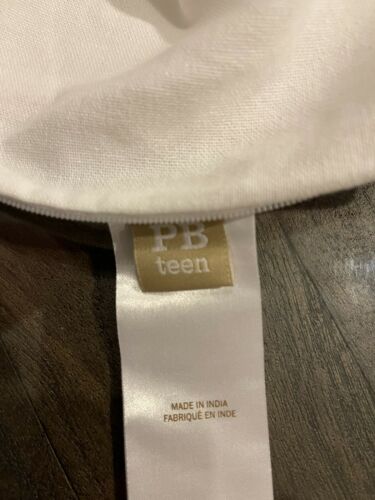 PB
teen
MADE IN INDIA
FABRIQUÉ EN INDE